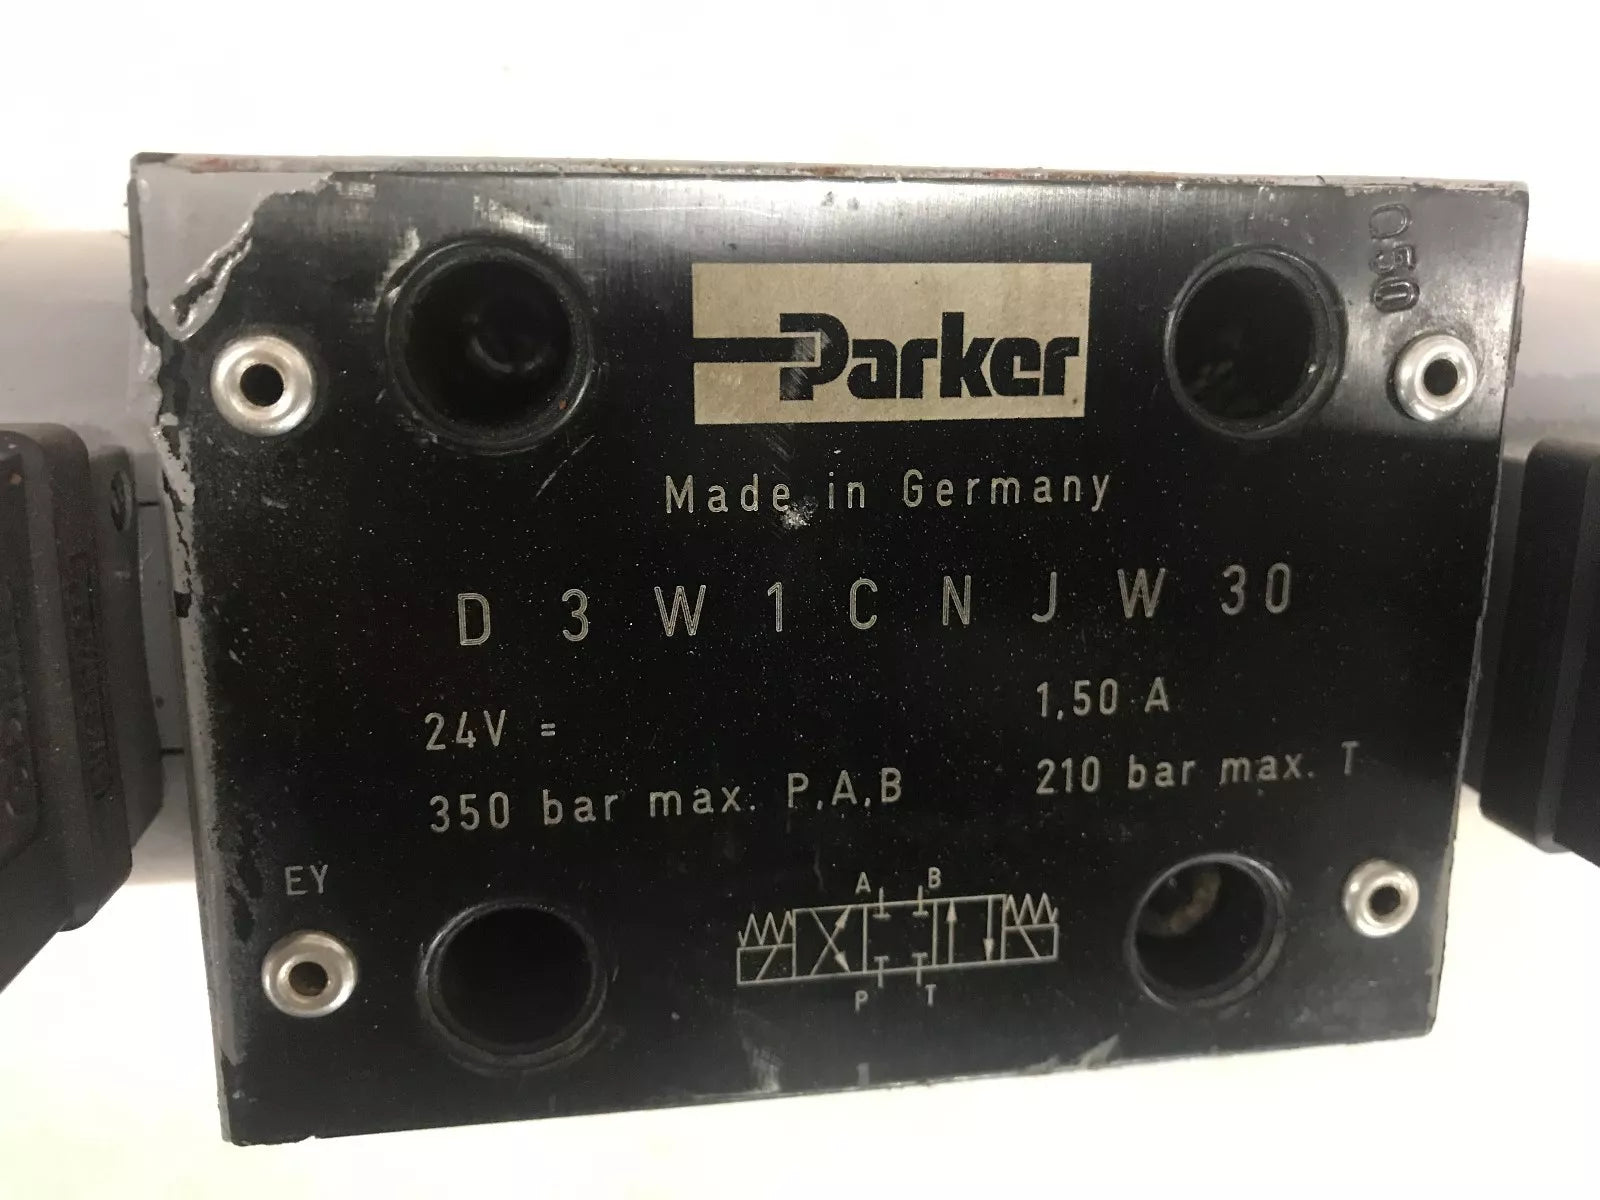 Q50
Parker
Made in Germany
D 3 W 1 C N J W 30
24V = 1,50 A
350 bar max. P,A,B 210 bar max. T
EY
A B
P T